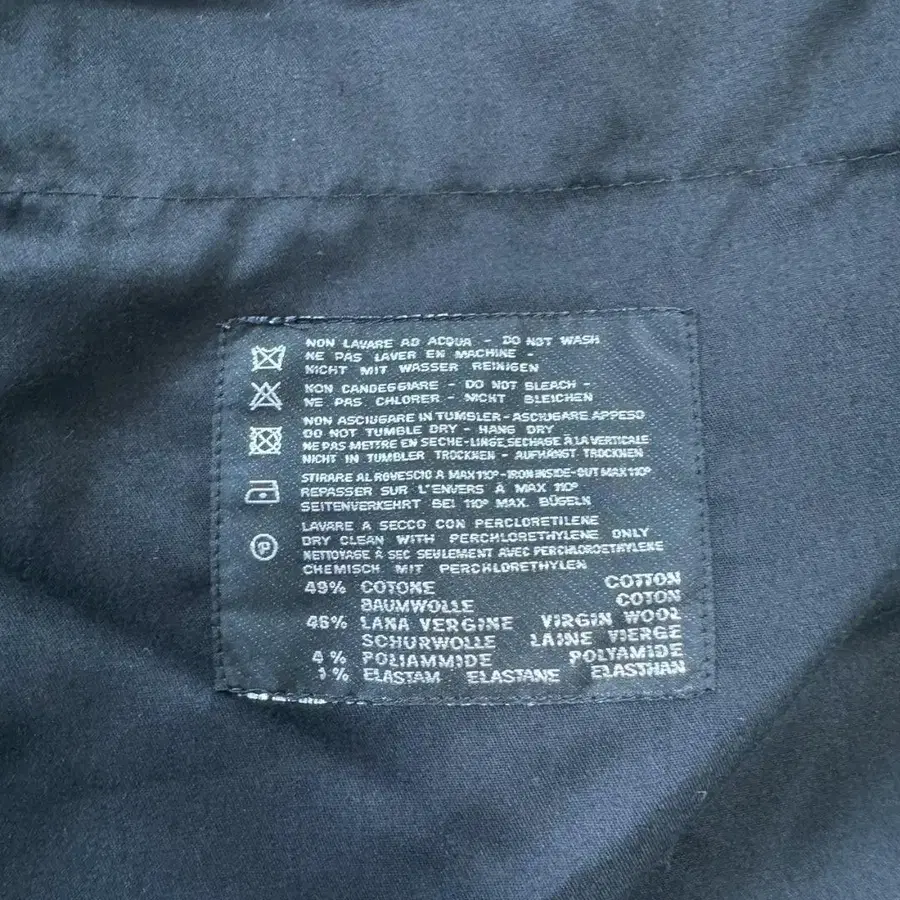 NON LAVARE AD ACQUA - DO NOT WASH
NE PAS LAVER EN MACHINE -
NICHT MIT WASSER REINIGEN
NON CANDEGGIARE - DO NOT BLEACH -
NE PAS CHLORER - NICHT BLEICHEN
NON ASCIUGARE IN TUMBLER - ASCIUGARE APPESO
DO NOT TUMBLE DRY - HANG DRY
NE PAS METTRE EN SECHE-LINGE,SECHAGE À LA VERTICALE
NICHT IN TUMBLER TROCKNEN - AUFHÄNGT TROCKNEN
STIRARE AL ROVESCIO A MAX 110° - IRON INSIDE-OUT MAX 110°
REPASSER SUR L'ENVERS À MAX 110°
SEITENVERKEHRT BEI 110° MAX. BÜGELN
P
LAVARE A SECCO CON PERCLORETILENE
DRY CLEAN WITH PERCHLORETHYLENE ONLY
NETTOYAGE À SEC SEULEMENT AVEC PERCHLOROETHYLENE
CHEMISCH MIT PERCHLORETHYLEN
49% COTONE COTTON
BAUMWOLLE COTON
46% LANA VERGINE VIRGIN WOOL
SCHURWOLLE LAINE VIERGE
4% POLIAMMIDE POLYAMIDE
1% ELASTAM ELASTANE ELASTHAN